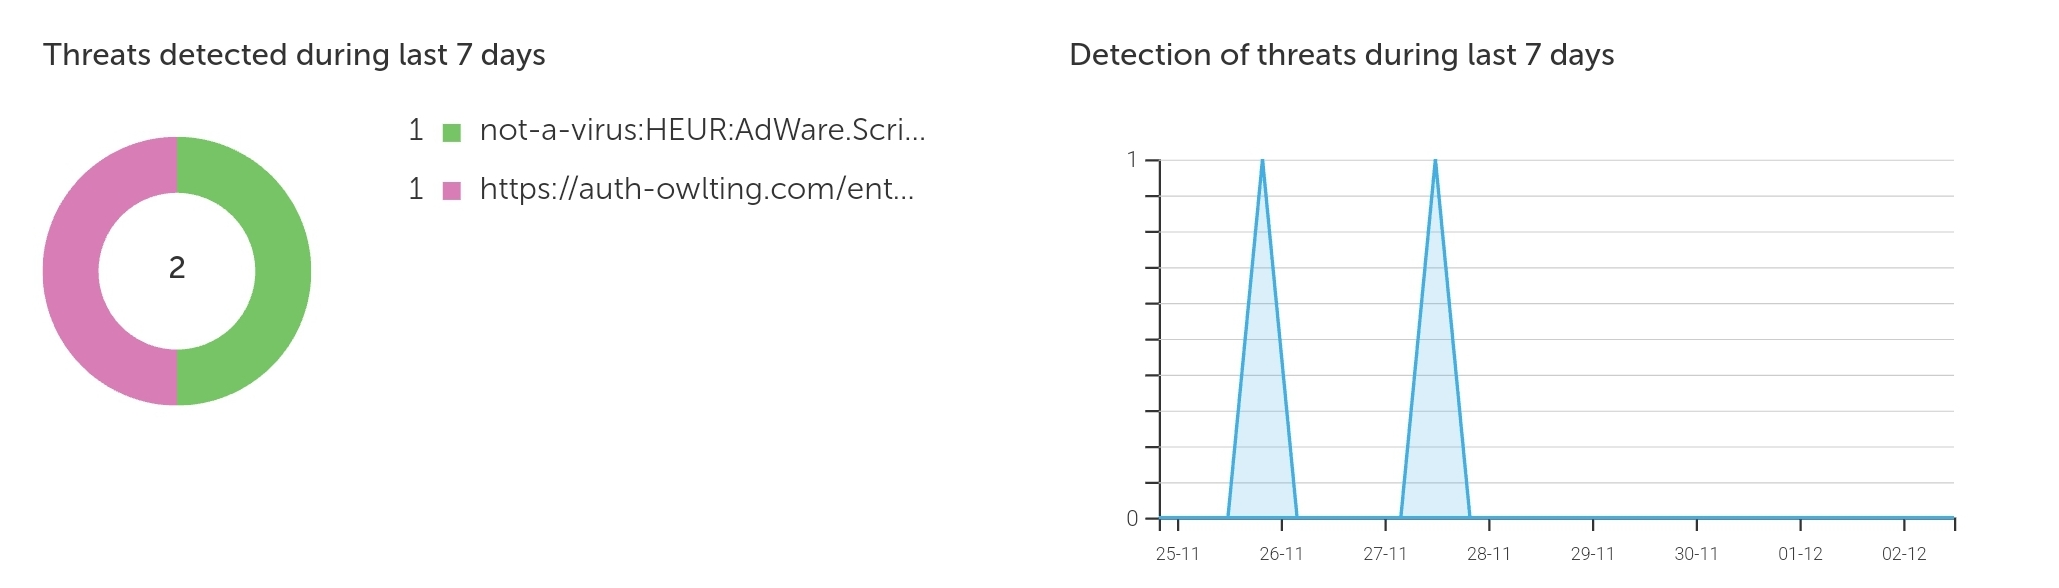 Threats detected during last 7 days
1 not-a-virus:HEUR:AdWare.Scri...
1 https://auth-owlting.com/ent...
2
Detection of threats during last 7 days
1
0
25-11 26-11 27-11 28-11 29-11 30-11 01-12 02-12